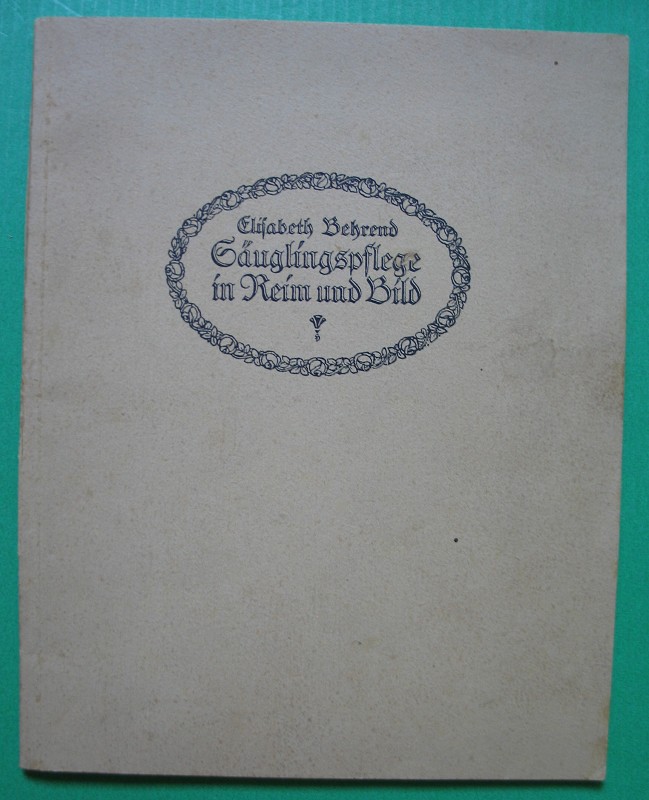 Elisabeth Behrend
Säuglingspflege
in Reim und Bild